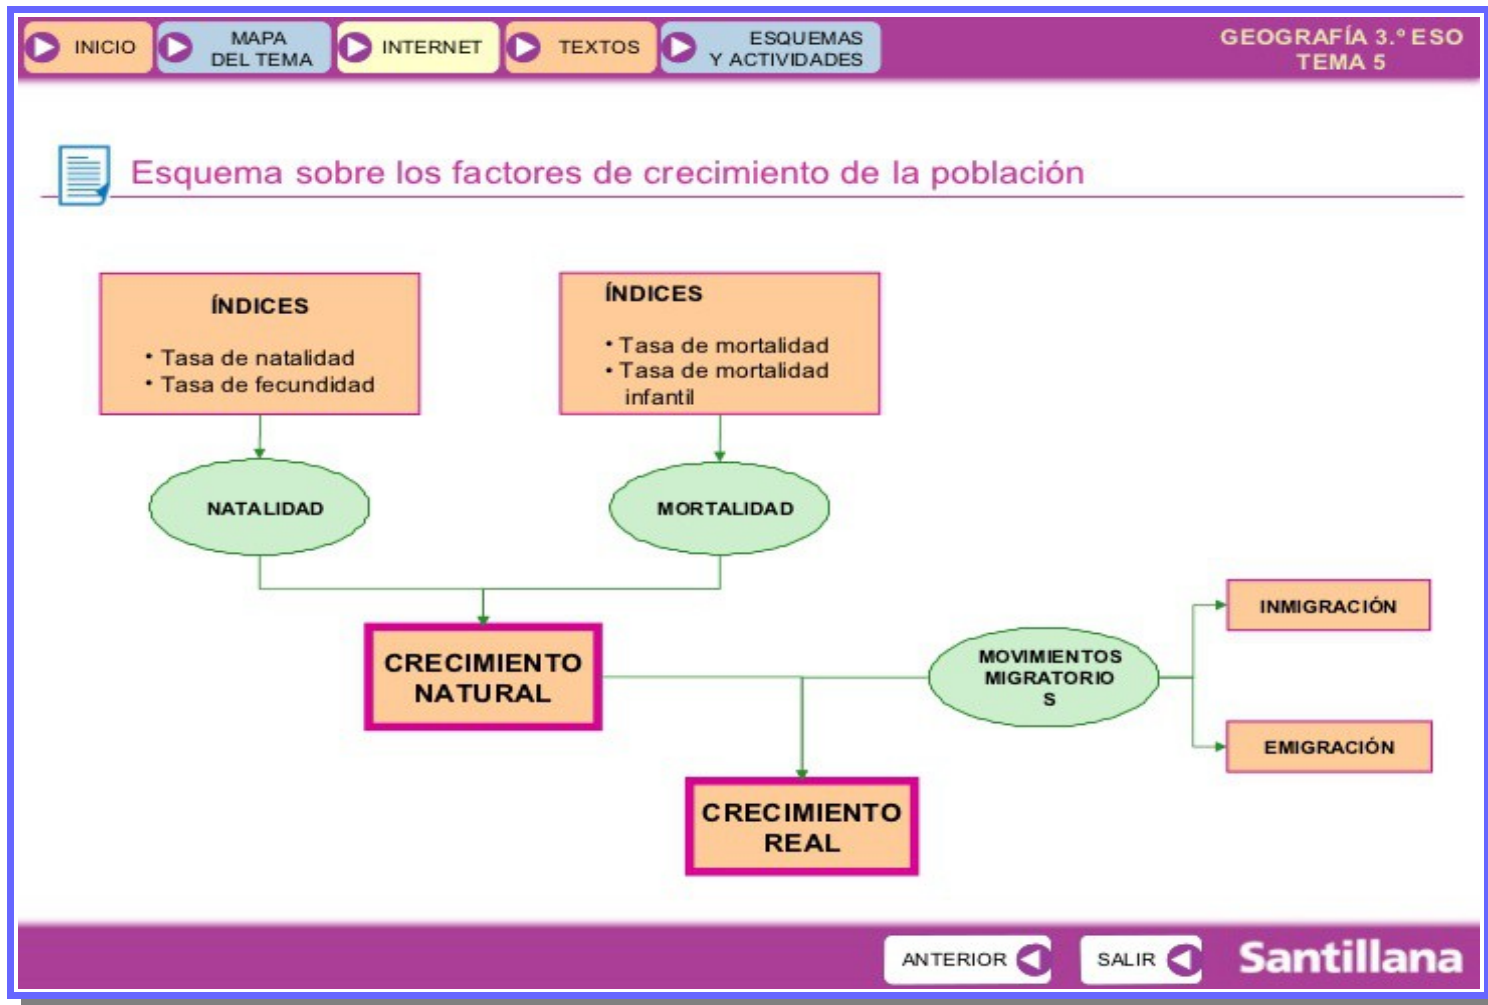 INICIO
MAPA
DEL TEMA
INTERNET
TEXTOS
ESQUEMAS
Y ACTIVIDADES
GEOGRAFÍA 3.º ESO
TEMA 5
Esquema sobre los factores de crecimiento de la población
ÍNDICES
• Tasa de natalidad
• Tasa de fecundidad
ÍNDICES
• Tasa de mortalidad
• Tasa de mortalidad
infantil
NATALIDAD
MORTALIDAD
CRECIMIENTO
NATURAL
MOVIMIENTOS
MIGRATORIO
S
INMIGRACIÓN
EMIGRACIÓN
CRECIMIENTO
REAL
ANTERIOR
SALIR
Santillana